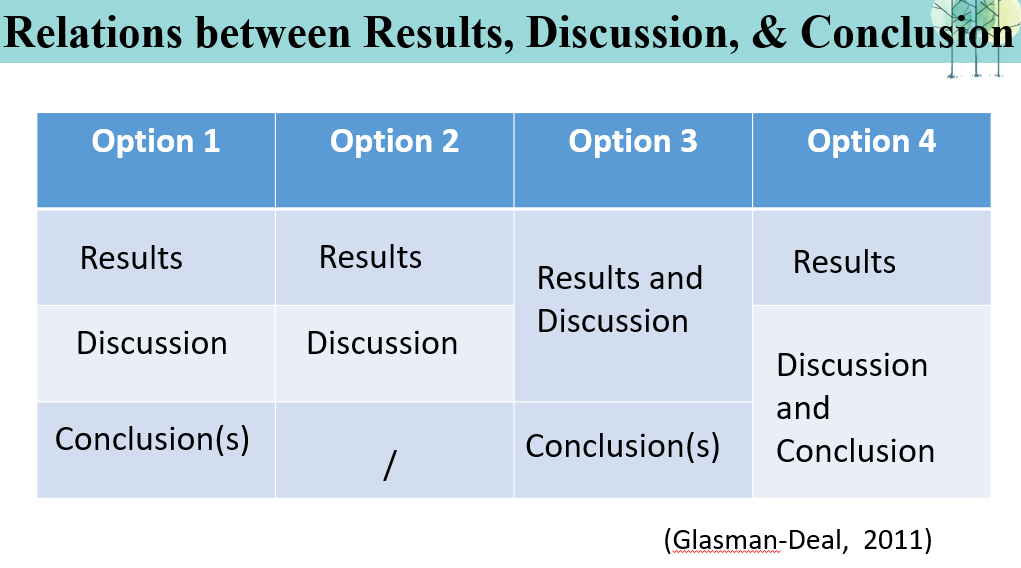 Relations between Results, Discussion, & Conclusion
Option 1
Option 2
Option 3
Option 4
Results
Results
Results and
Discussion
Results
Discussion
Discussion
Discussion
and
Conclusion
Conclusion(s)
/
Conclusion(s)
(Glasman-Deal, 2011)